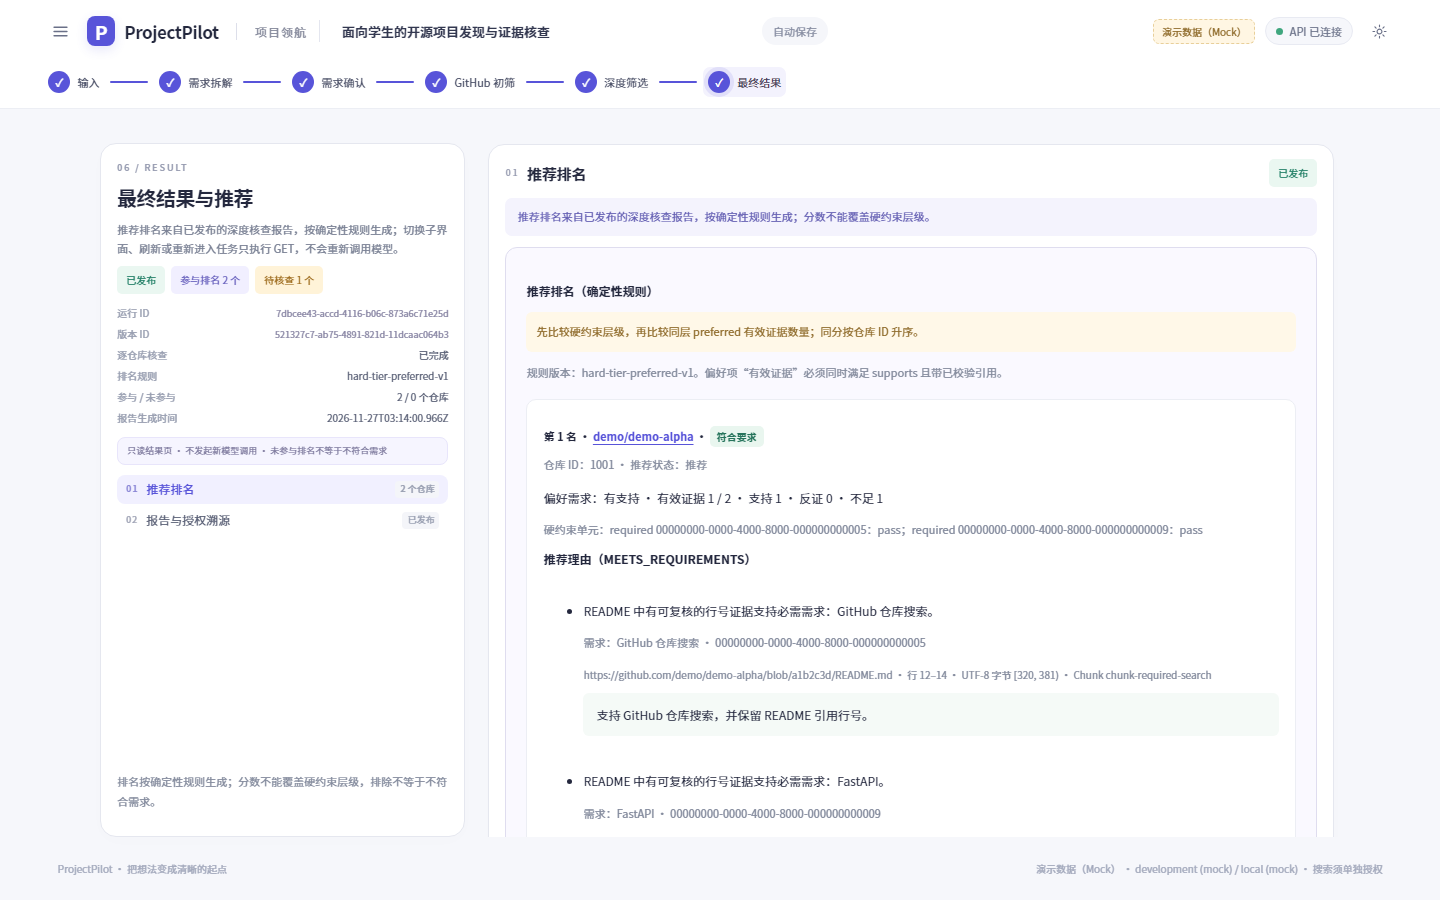 P ProjectPilot 项目领航 面向学生的开源项目发现与证据核查 自动保存 演示数据（Mock） API 已连接
输入 需求拆解 需求确认 GitHub 初筛 深度筛选 最终结果
06 / RESULT
最终结果与推荐
推荐排名来自已发布的深度核查报告，按确定性规则生成；切换子界
面、刷新或重新进入任务只执行 GET，不会重新调用模型。
已发布 参与排名 2 个 待核查 1 个
运行 ID 7dbcee43-accd-4116-b06c-873a6c71e25d
版本 ID 521327c7-ab75-4891-821d-11dcaac064b3
逐仓库核查 已完成
排名规则 hard-tier-preferred-v1
参与 / 未参与 2 / 0 个仓库
报告生成时间 2026-11-27T03:14:00.966Z
只读结果页 · 不发起新模型调用 · 未参与排名不等于不符合需求
01 推荐排名 2 个仓库
02 报告与授权溯源 已发布
排名按确定性规则生成；分数不能覆盖硬约束层级，排除不等于不符
合需求。
01 推荐排名 已发布
推荐排名来自已发布的深度核查报告，按确定性规则生成；分数不能覆盖硬约束层级。
推荐排名（确定性规则）
先比较硬约束层级，再比较同层 preferred 有效证据数量；同分按仓库 ID 升序。
规则版本：hard-tier-preferred-v1。偏好项“有效证据”必须同时满足 supports 且带已校验引用。
第 1 名 · demo/demo-alpha · 符合要求
仓库 ID：1001 · 推荐状态：推荐
偏好需求：有支持 · 有效证据 1 / 2 · 支持 1 · 反证 0 · 不足 1
硬约束单元：required 00000000-0000-4000-8000-000000000005：pass；required 00000000-0000-4000-8000-000000000009：pass
推荐理由（MEETS_REQUIREMENTS）
• README 中有可复核的行号证据支持必需需求：GitHub 仓库搜索。
需求：GitHub 仓库搜索 · 00000000-0000-4000-8000-000000000005
https://github.com/demo/demo-alpha/blob/a1b2c3d/README.md · 行 12–14 · UTF-8 字节 [320, 381) · Chunk chunk-required-search
支持 GitHub 仓库搜索，并保留 README 引用行号。
• README 中有可复核的行号证据支持必需需求：FastAPI。
需求：FastAPI · 00000000-0000-4000-8000-000000000009
ProjectPilot · 把想法变成清晰的起点 演示数据（Mock） · development (mock) / local (mock) · 搜索须单独授权